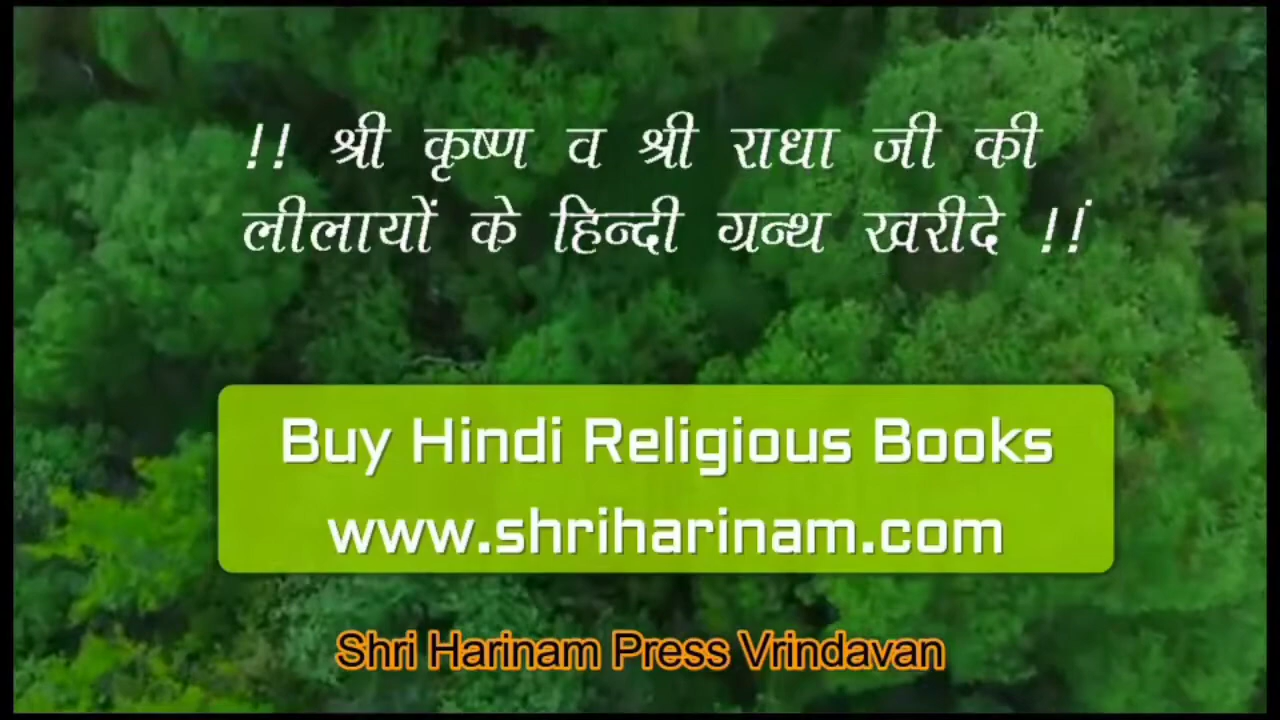 !! श्री कृष्ण व श्री राधा जी की
लीलायों के हिन्दी ग्रन्थ खरीदे !!ं
Buy Hindi Religious Books
www.shriharinam.com
Shri Harinam Press Vrindavan